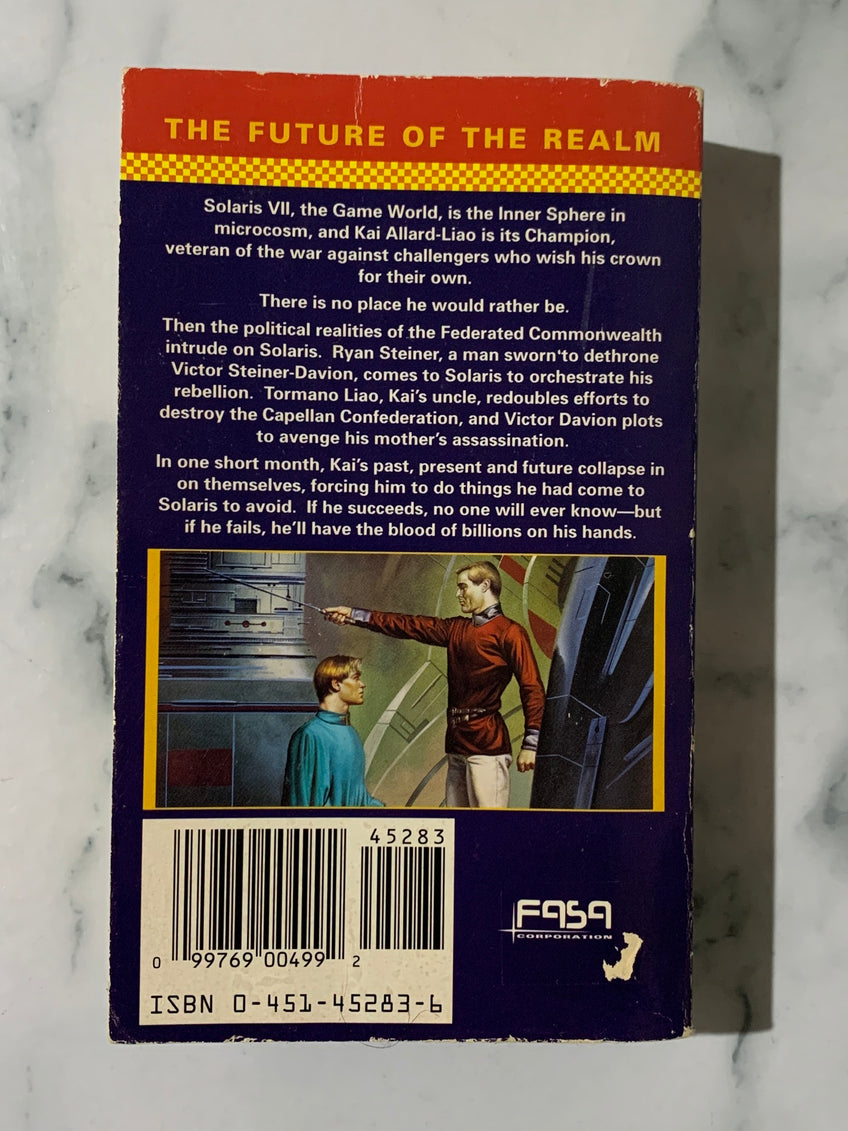 THE FUTURE OF THE REALM
Solaris VII, the Game World, is the Inner Sphere in
microcosm, and Kai Allard-Liao is its Champion,
veteran of the war against challengers who wish his crown
for their own.
There is no place he would rather be.
Then the political realities of the Federated Commonwealth
intrude on Solaris. Ryan Steiner, a man sworn to dethrone
Victor Steiner-Davion, comes to Solaris to orchestrate his
rebellion. Tormano Liao, Kai's uncle, redoubles efforts to
destroy the Capellan Confederation, and Victor Davion plots
to avenge his mother's assassination.
In one short month, Kai's past, present and future collapse in
on themselves, forcing him to do things he had come to
Solaris to avoid. If he succeeds, no one will ever know—but
if he fails, he'll have the blood of billions on his hands.
45283
0 99769 00499 2
ISBN 0-451-45283-6
FASA
CORPORATION